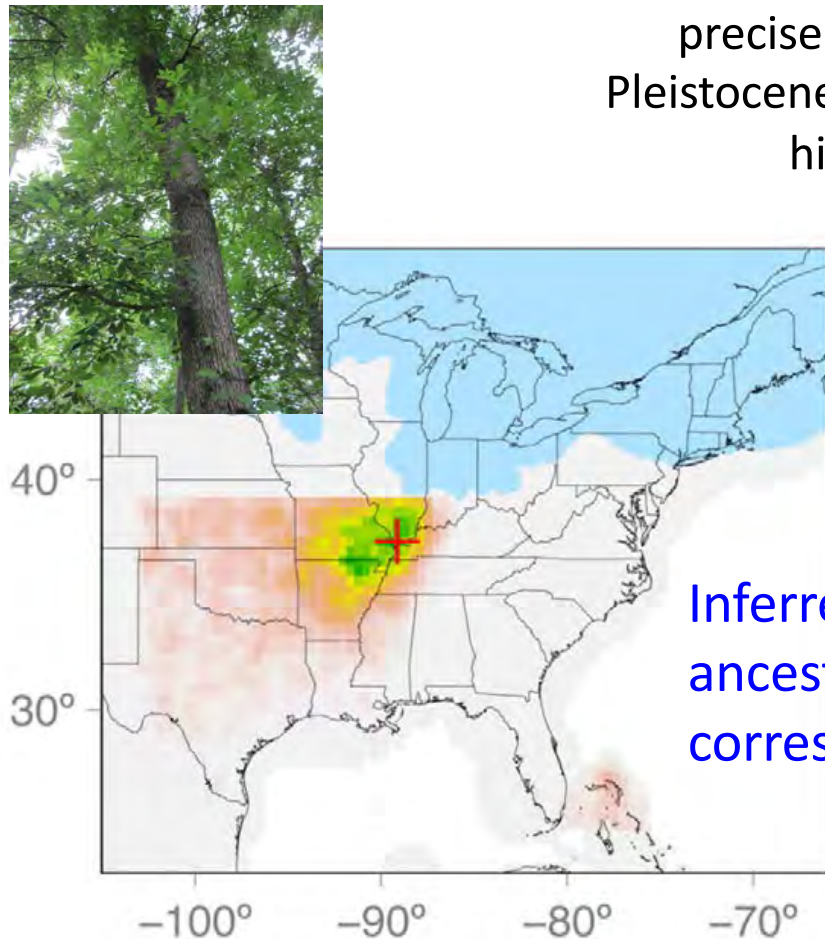 precise
Pleistocene
hi
40°
30°
Inferre
ancest
corres
−100° −90° −80° −70°